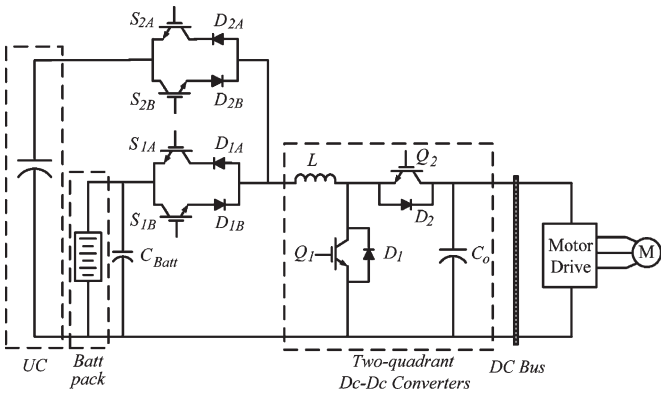 S2A
D2A
S2B
D2B
S1A
D1A
S1B
D1B
L
Q2
D2
Q1
D1
Co
CBatt
Motor
Drive
M
UC
Batt
pack
Two-quadrant
Dc-Dc Converters
DC Bus